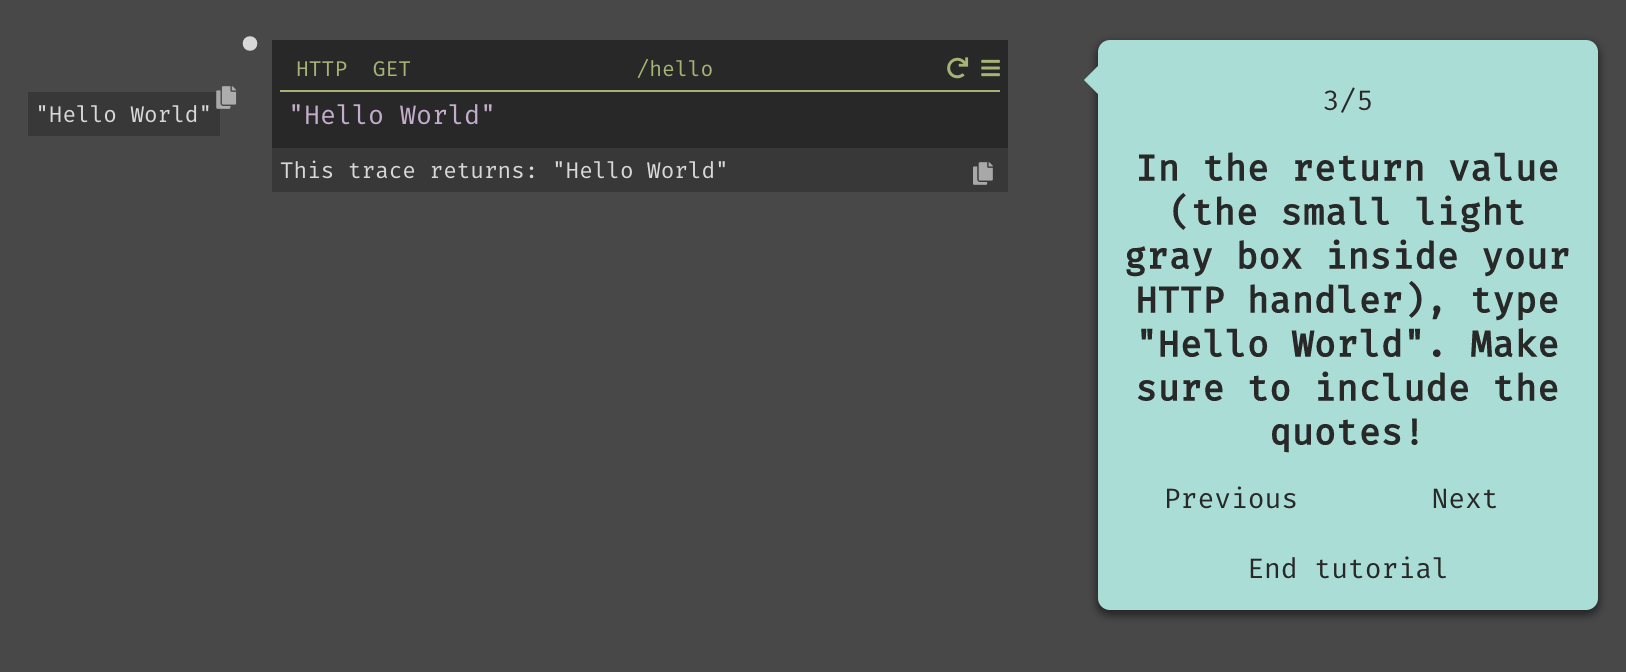 HTTP GET /hello
"Hello World"
"Hello World"
This trace returns: "Hello World"
3/5
In the return value
(the small light
gray box inside your
HTTP handler), type
"Hello World". Make
sure to include the
quotes!
Previous Next
End tutorial